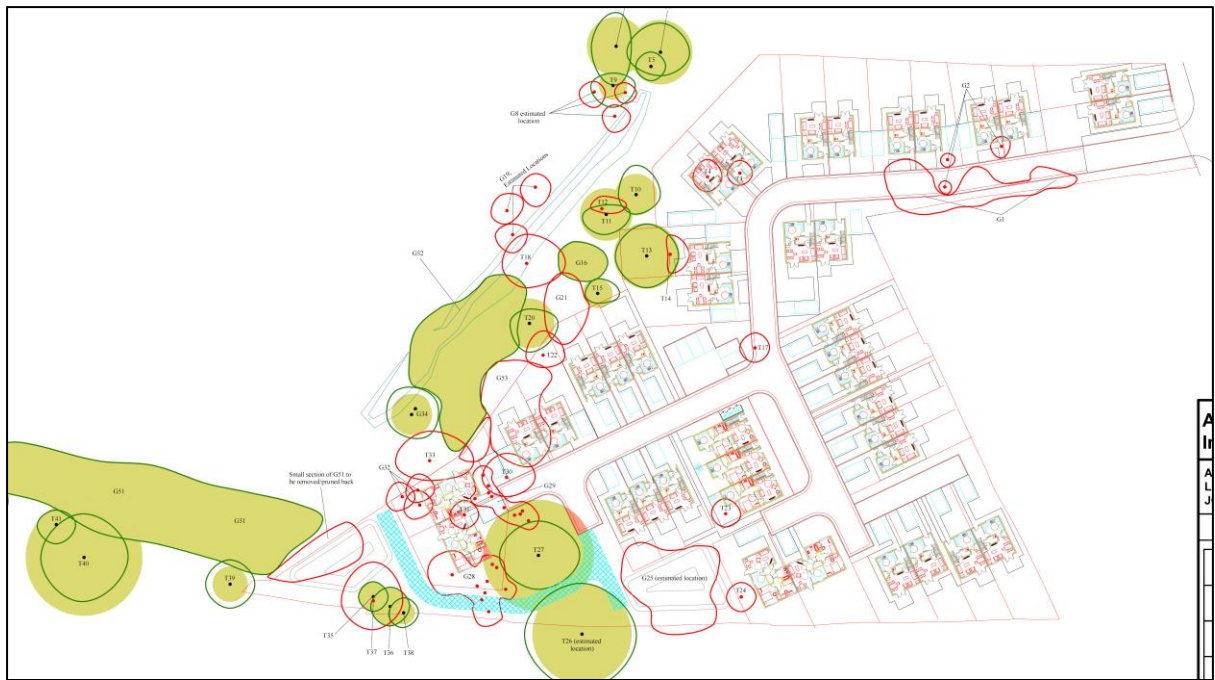 T5
T9
G2
G8 estimated
location
G19;
Estimated Locations
T10
T12
T11
G1
G52
T18
G16
T13
T15
T14
G21
T20
T22
T17
G53
G34
T33
Small section of G51 to
be removed/pruned back
G32
T30
G29
G51
G51
T31
T23
T41
T27
T40
T39
G28
G25 (estimated location)
T24
T35
T37
T36
T38
T26 (estimated
location)
A
Ir
A
L
J